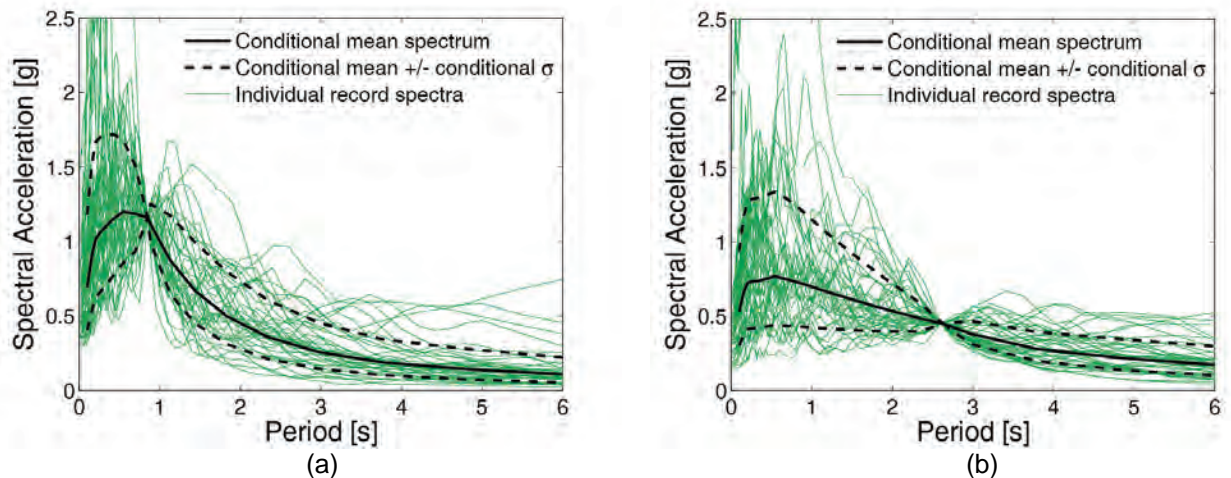 2.5
2
1.5
1
0.5
0
Spectral Acceleration [g]
Conditional mean spectrum
Conditional mean +/- conditional σ
Individual record spectra
0 1 2 3 4 5 6
Period [s]
(a)
2.5
2
1.5
1
0.5
0
Spectral Acceleration [g]
Conditional mean spectrum
Conditional mean +/- conditional σ
Individual record spectra
0 1 2 3 4 5 6
Period [s]
(b)